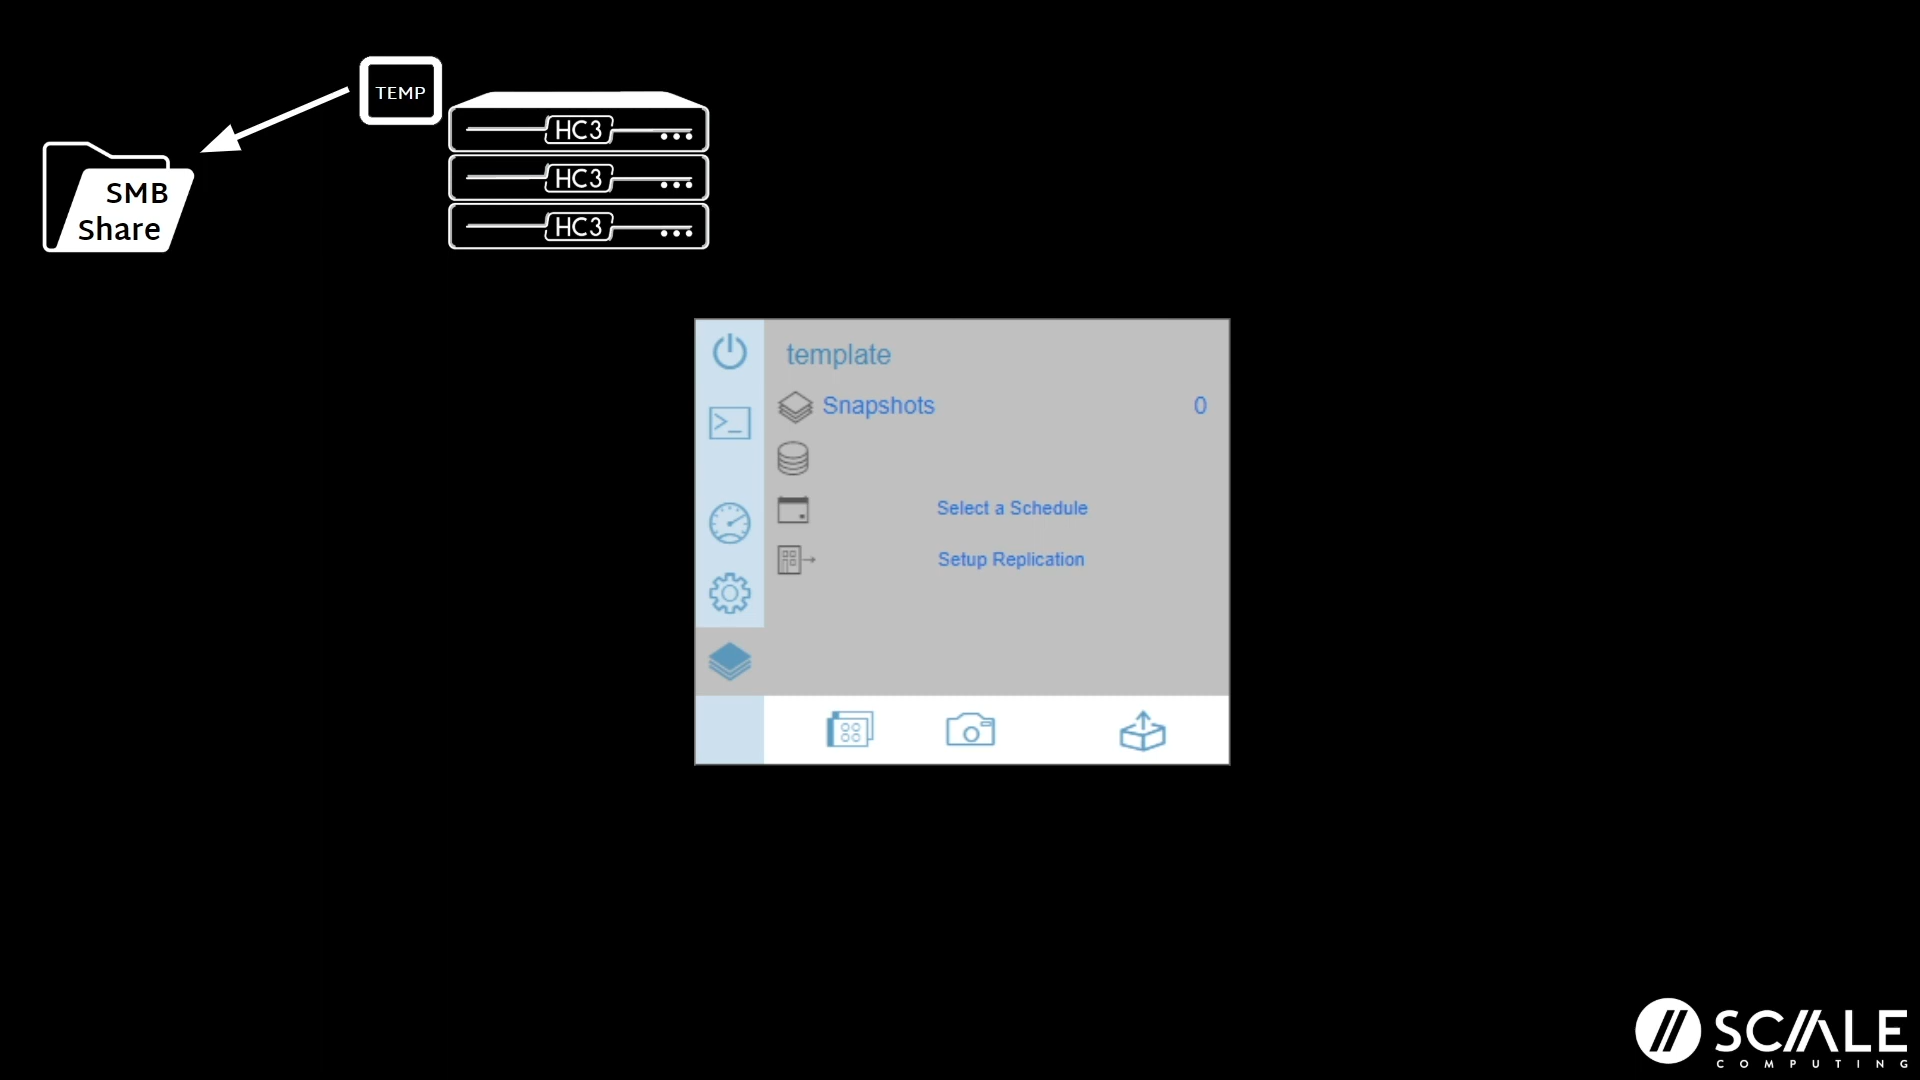 TEMP
HC3
HC3
HC3
SMB
Share
template
Snapshots 0
Select a Schedule
Setup Replication
SCALE
COMPUTING